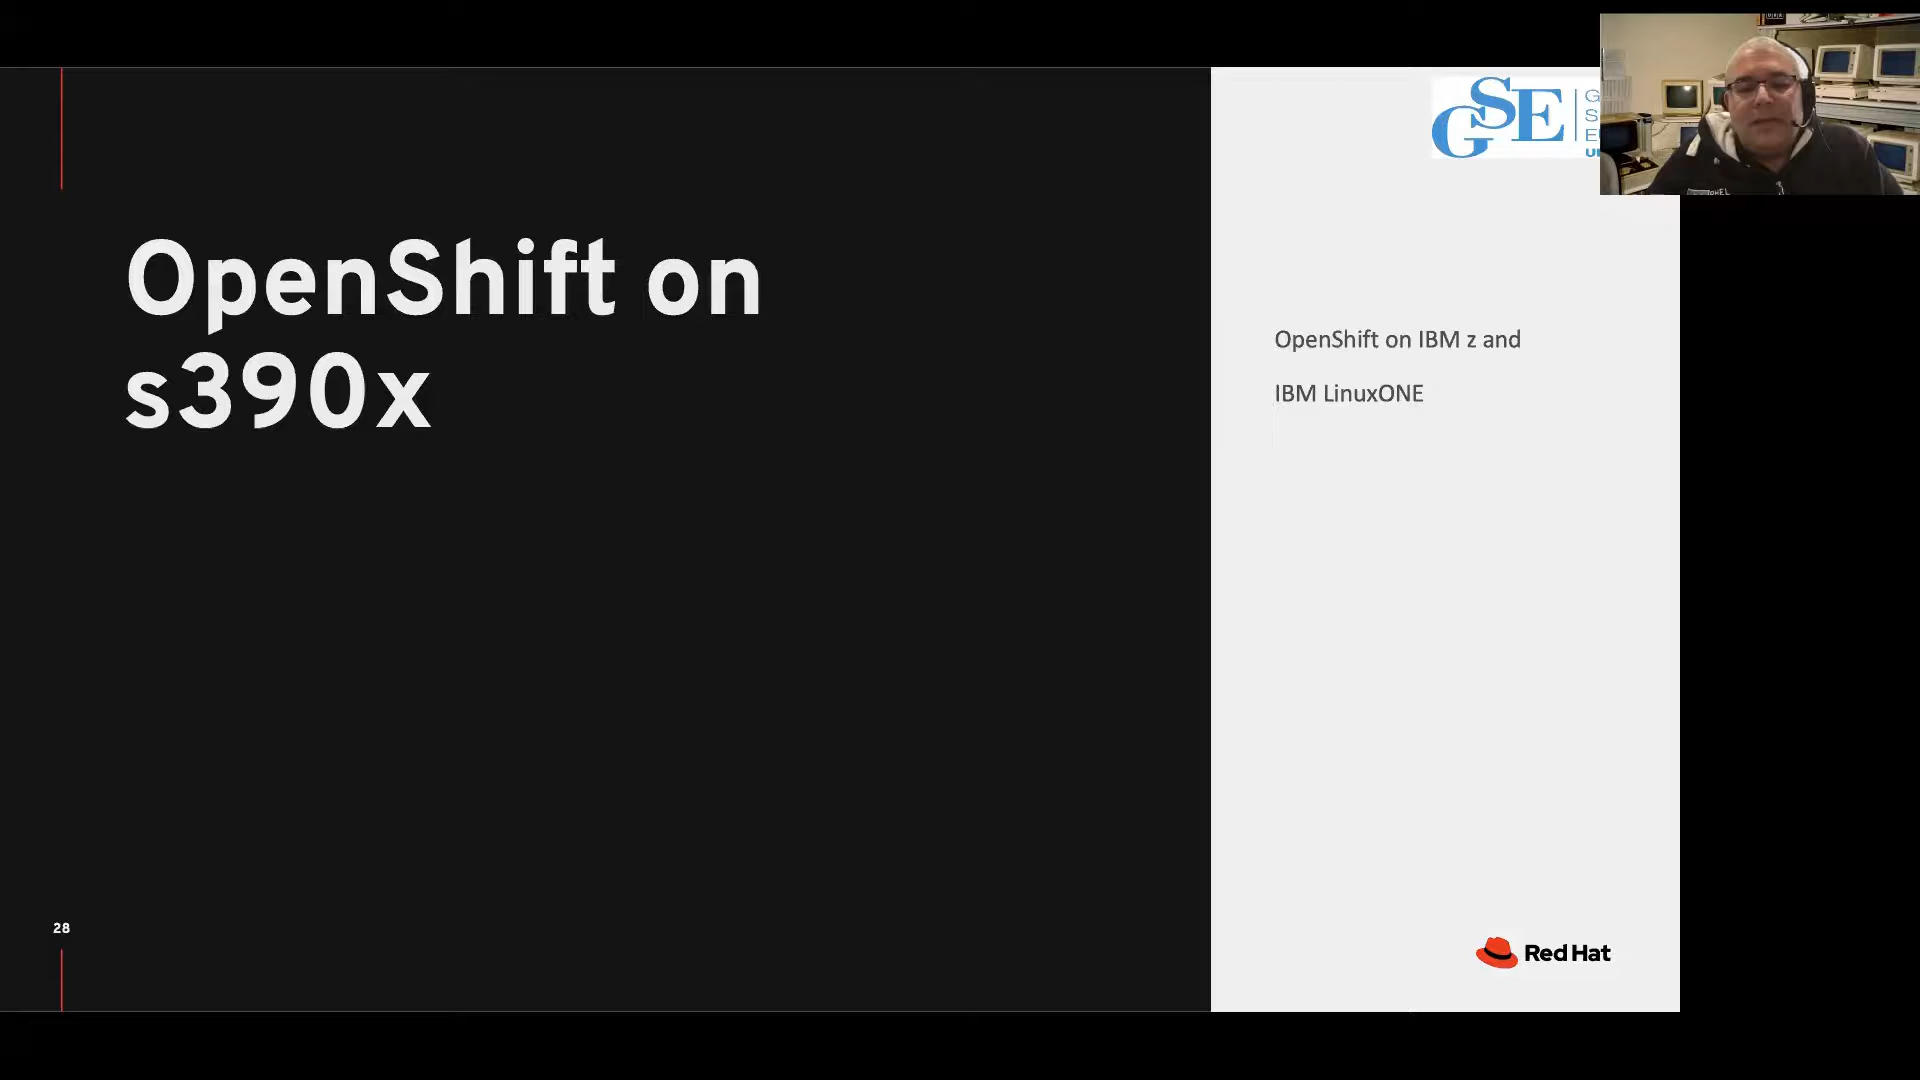 OpenShift on
s390x
GSE
OpenShift on IBM z and
IBM LinuxONE
28
Red Hat